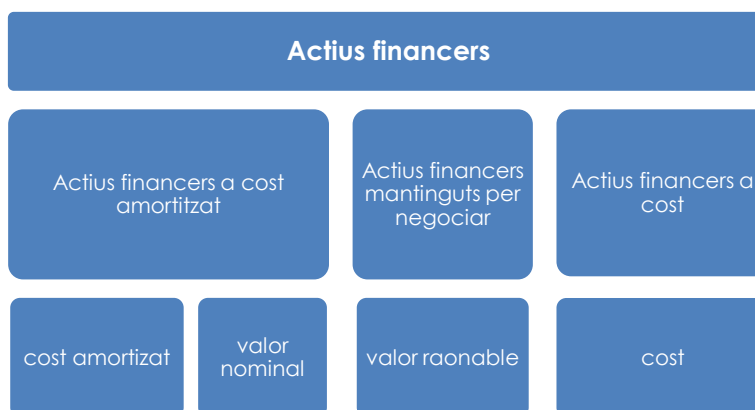 Actius financers
Actius financers a cost
amortitzat
Actius financers
mantinguts per
negociar
Actius financers a
cost
cost amortizat
valor
nominal
valor raonable
cost